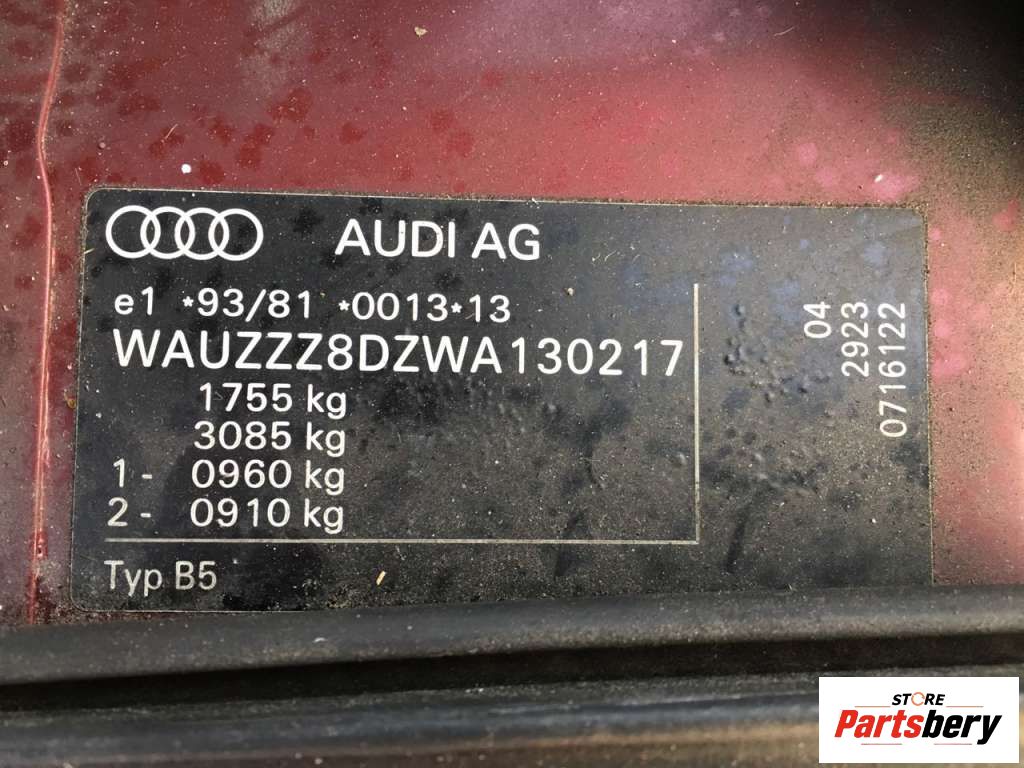 AUDI AG
e1 *93/81 *0013*13
WAUZZZ8DZWA130217
1755 kg
3085 kg
1- 0960 kg
2- 0910 kg
Typ B5
04
2923
07161122
STORE
Partsbery